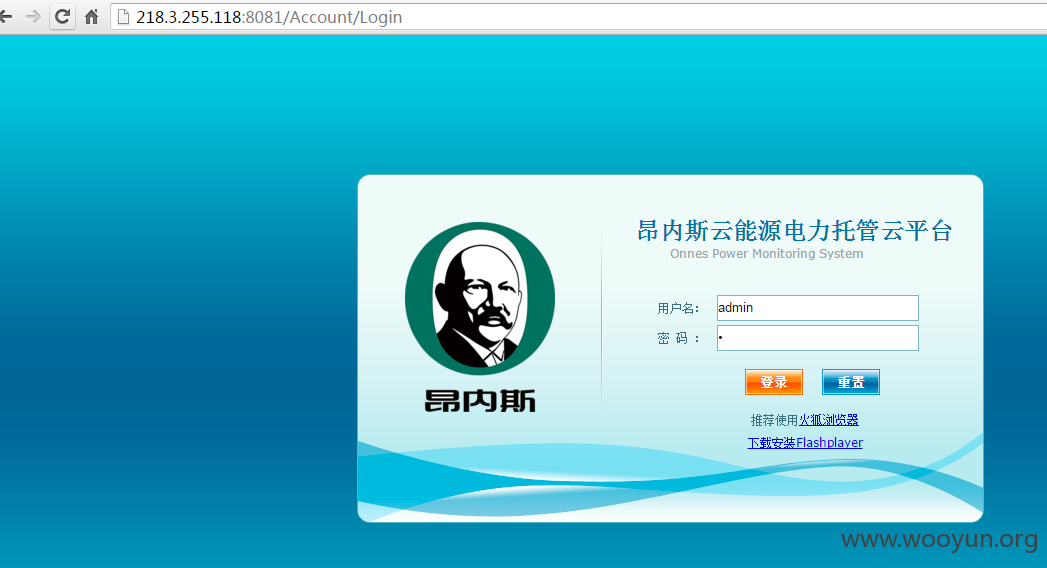 218.3.255.118:8081/Account/Login
昂内斯云能源电力托管云平台
Onnes Power Monitoring System
用户名： admin
密 码 ： •
登录 重置
昂内斯
推荐使用火狐浏览器
下载安装Flashplayer
www.wooyun.org